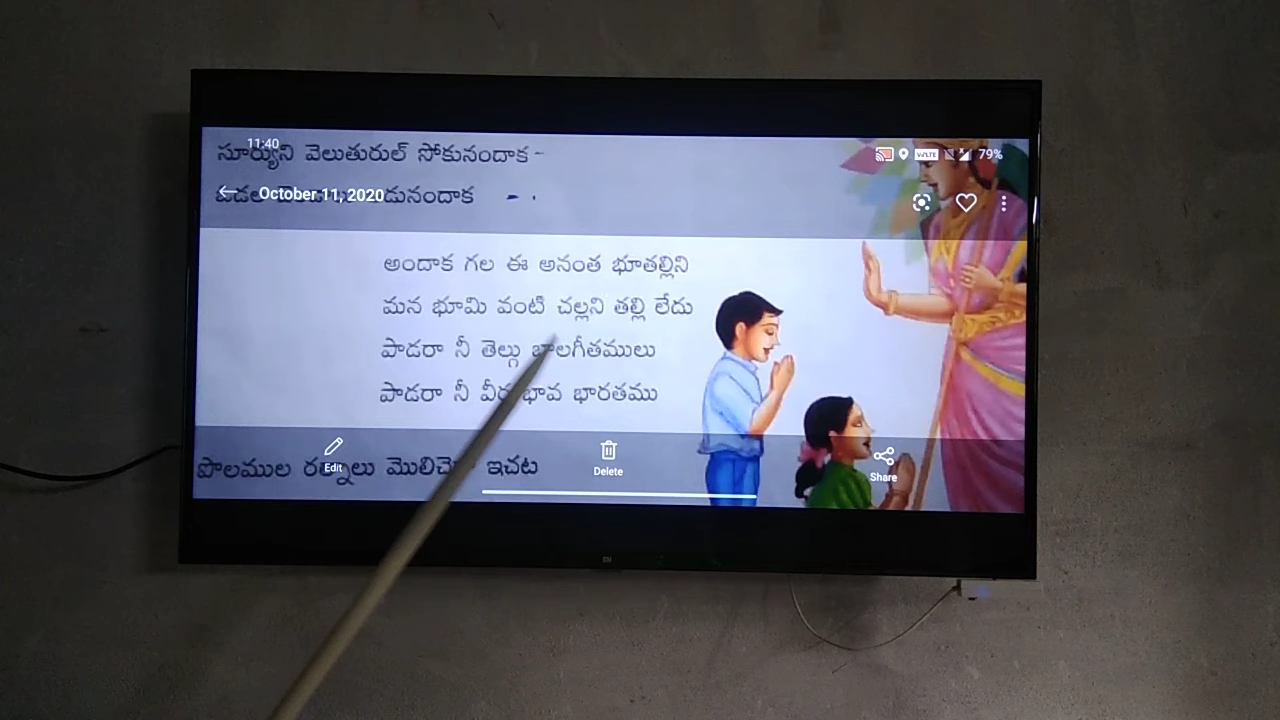 11:40
79%
సూర్యుని వెలుతురుల్ సోకునందాక -
October 11, 2020
అందాక గల ఈ అనంత భూతల్లిని
మన భూమి వంటి చల్లని తల్లి లేదు
పాడరా నీ తెల్గు బాలగీతములు
పాడరా నీ వీర భావ భారతము
Edit
Delete
Share
పొలముల రత్నాలు ఇచట